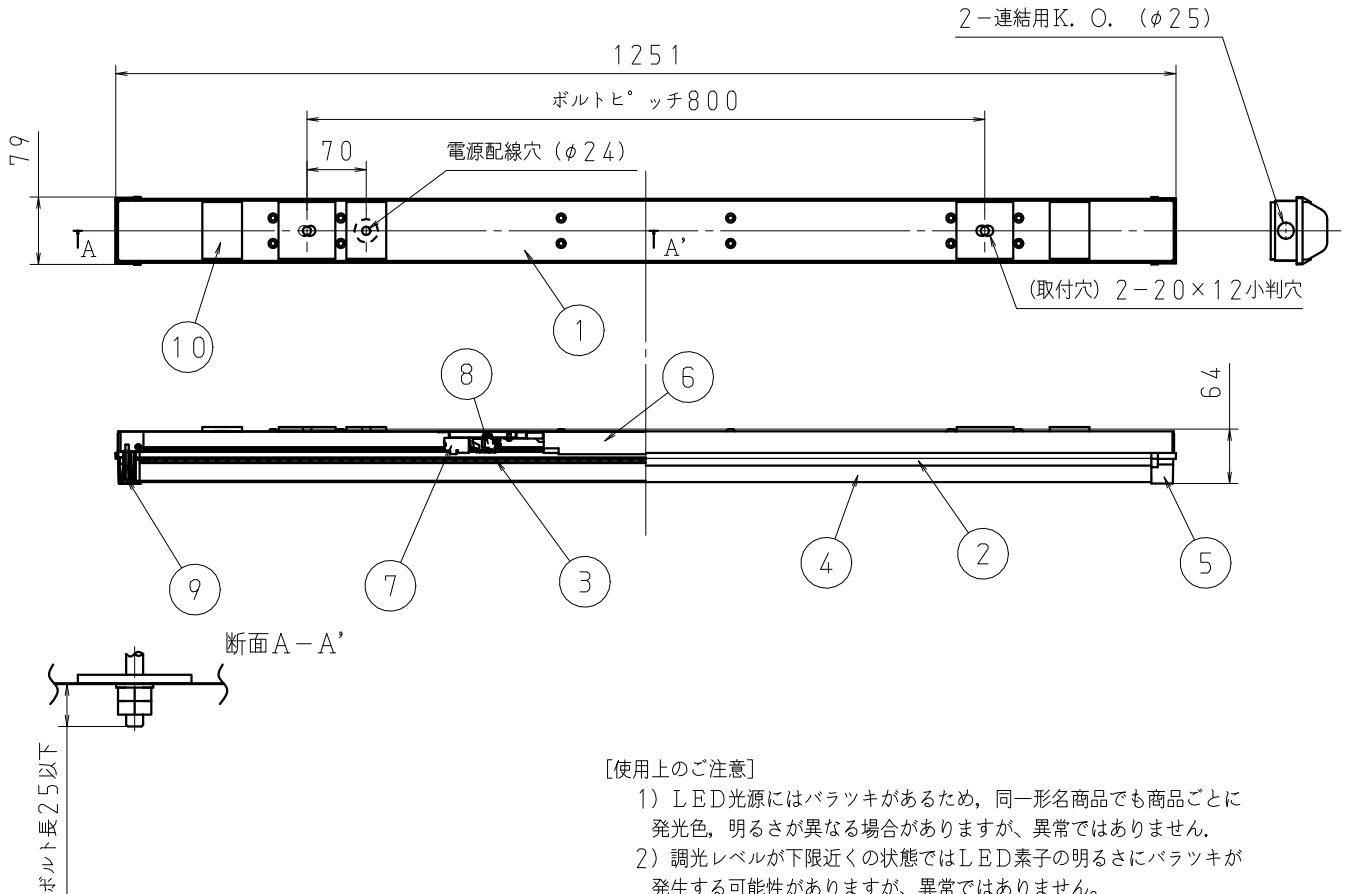 2－連結用K．O．（φ25）
1251
ボルトピッチ800
79
70
電源配線穴（φ24）
A
A’
(取付穴) 2－20×12小判穴
10
1
8
6
64
9
7
3
4
2
5
断面A－A’
ボルト長25以下
[使用上のご注意]
1）LED光源にはバラツキがあるため，同一形名商品でも商品ごとに
発光色，明るさが異なる場合がありますが、異常ではありません．
2）調光レベルが下限近くの状態ではLED素子の明るさにバラツキが
発生する可能性がありますが、異常ではありません。